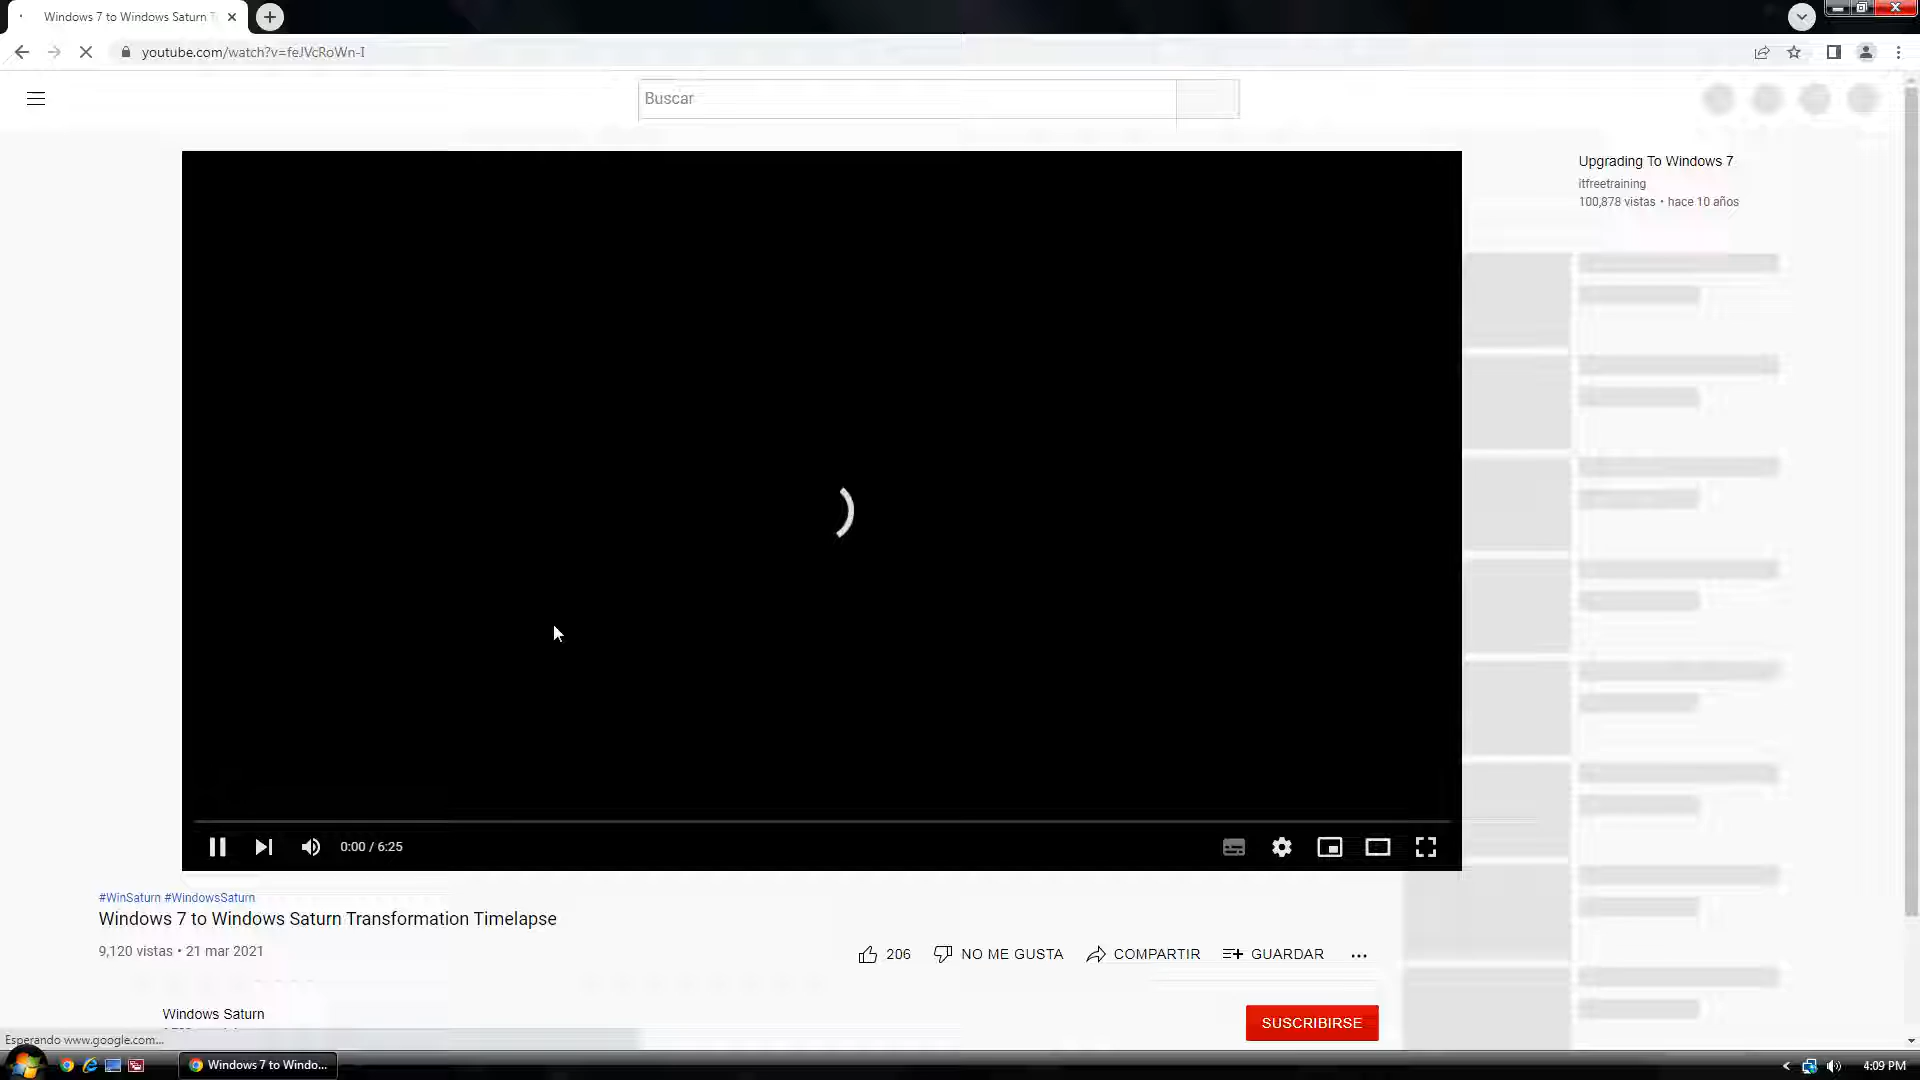 Windows 7 to Windows Saturn
youtube.com/watch?v=feJVcRoWn-I
Buscar
Upgrading To Windows 7
itfreetraining
100,878 vistas • hace 10 años
0:00 / 6:25
#WinSaturn #WindowsSaturn
Windows 7 to Windows Saturn Transformation Timelapse
9,120 vistas • 21 mar 2021
206 NO ME GUSTA COMPARTIR GUARDAR
Windows Saturn
SUSCRIBIRSE
Esperando www.google.com...
Windows 7 to Windo...
4:09 PM